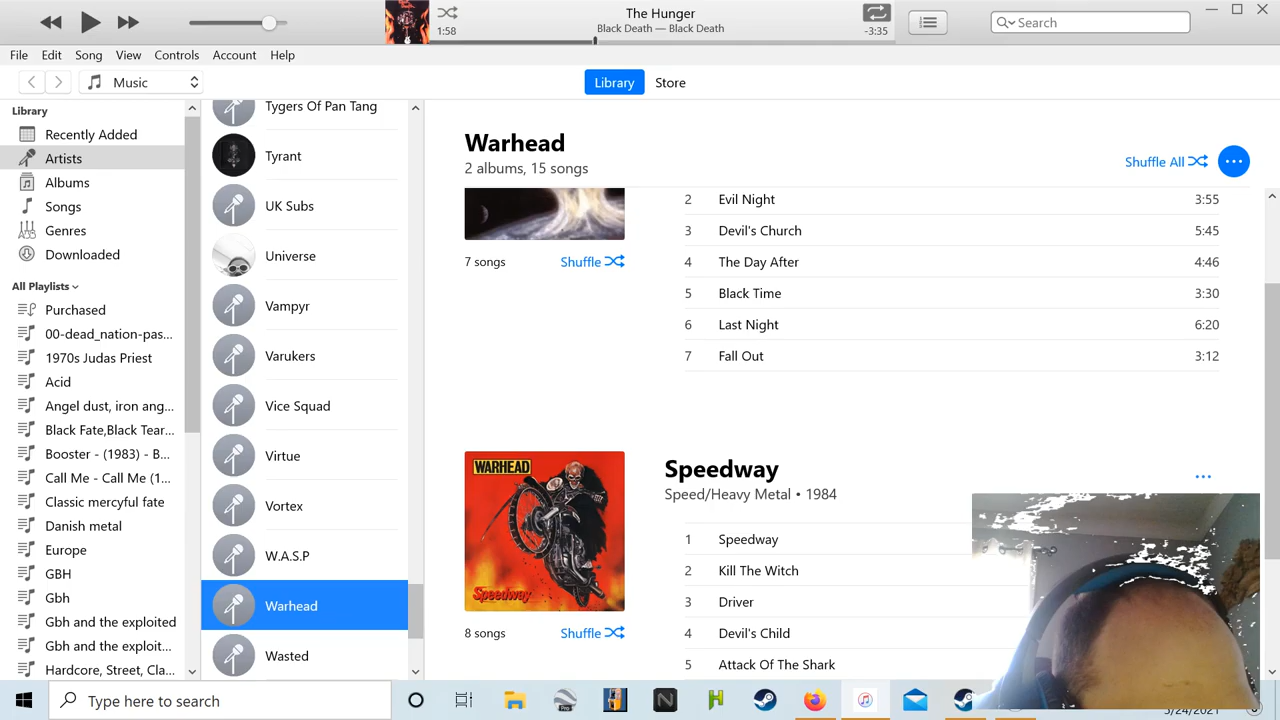 The Hunger
1:58
Black Death — Black Death
-3:35
Search
File Edit Song View Controls Account Help
Music
Library Store
Library
Recently Added
Artists
Albums
Songs
Genres
Downloaded
All Playlists
Purchased
00-dead_nation-pas...
1970s Judas Priest
Acid
Angel dust, iron ang...
Black Fate,Black Tear...
Booster - (1983) - B...
Call Me - Call Me (1...
Classic mercyful fate
Danish metal
Europe
GBH
Gbh
Gbh and the exploited
Gbh and the exploit...
Hardcore, Street, Cla...
Tygers Of Pan Tang
Tyrant
UK Subs
Universe
Vampyr
Varukers
Vice Squad
Virtue
Vortex
W.A.S.P
Warhead
Wasted
Warhead
2 albums, 15 songs
Shuffle All
7 songs Shuffle
2 Evil Night 3:55
3 Devil's Church 5:45
4 The Day After 4:46
5 Black Time 3:30
6 Last Night 6:20
7 Fall Out 3:12
WARHEAD
Speedway
8 songs Shuffle
Speedway
Speed/Heavy Metal • 1984
1 Speedway
2 Kill The Witch
3 Driver
4 Devil's Child
5 Attack Of The Shark
Type here to search
Pro
N
H